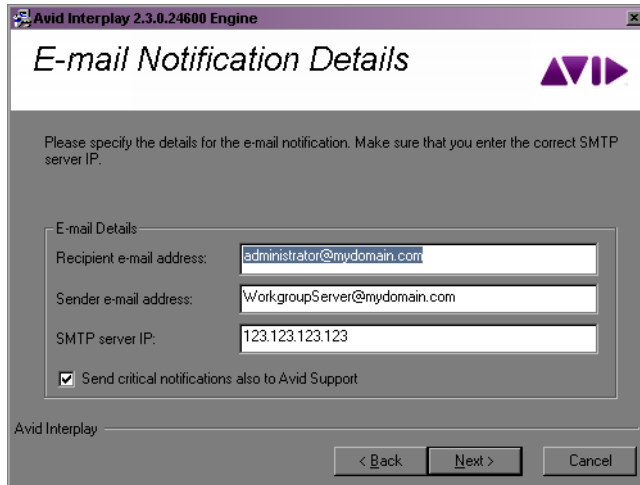 Avid Interplay 2.3.0.24600 Engine
E-mail Notification Details
AVID
Please specify the details for the e-mail notification. Make sure that you enter the correct SMTP
server IP.
E-mail Details
Recipient e-mail address: administrator@mydomain.com
Sender e-mail address: WorkgroupServer@mydomain.com
SMTP server IP: 123.123.123.123
Send critical notifications also to Avid Support
Avid Interplay
< Back Next > Cancel